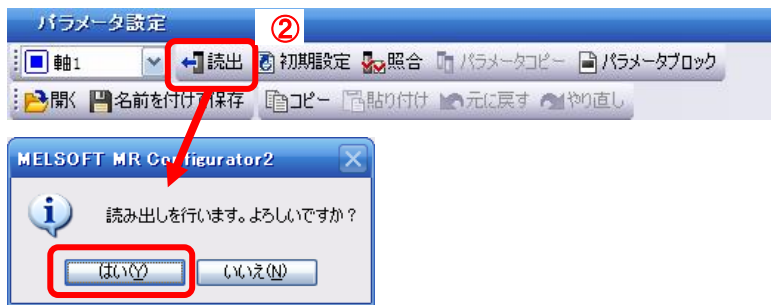 パラメータ設定
②
軸1 読出 初期設定 照合 パラメータコピー パラメータブロック
開く 名前を付けて保存 コピー 貼り付け 元に戻す やり直し
MELSOFT MR Configurator2
読み出しを行います。よろしいですか?
はい(Y) いいえ(N)